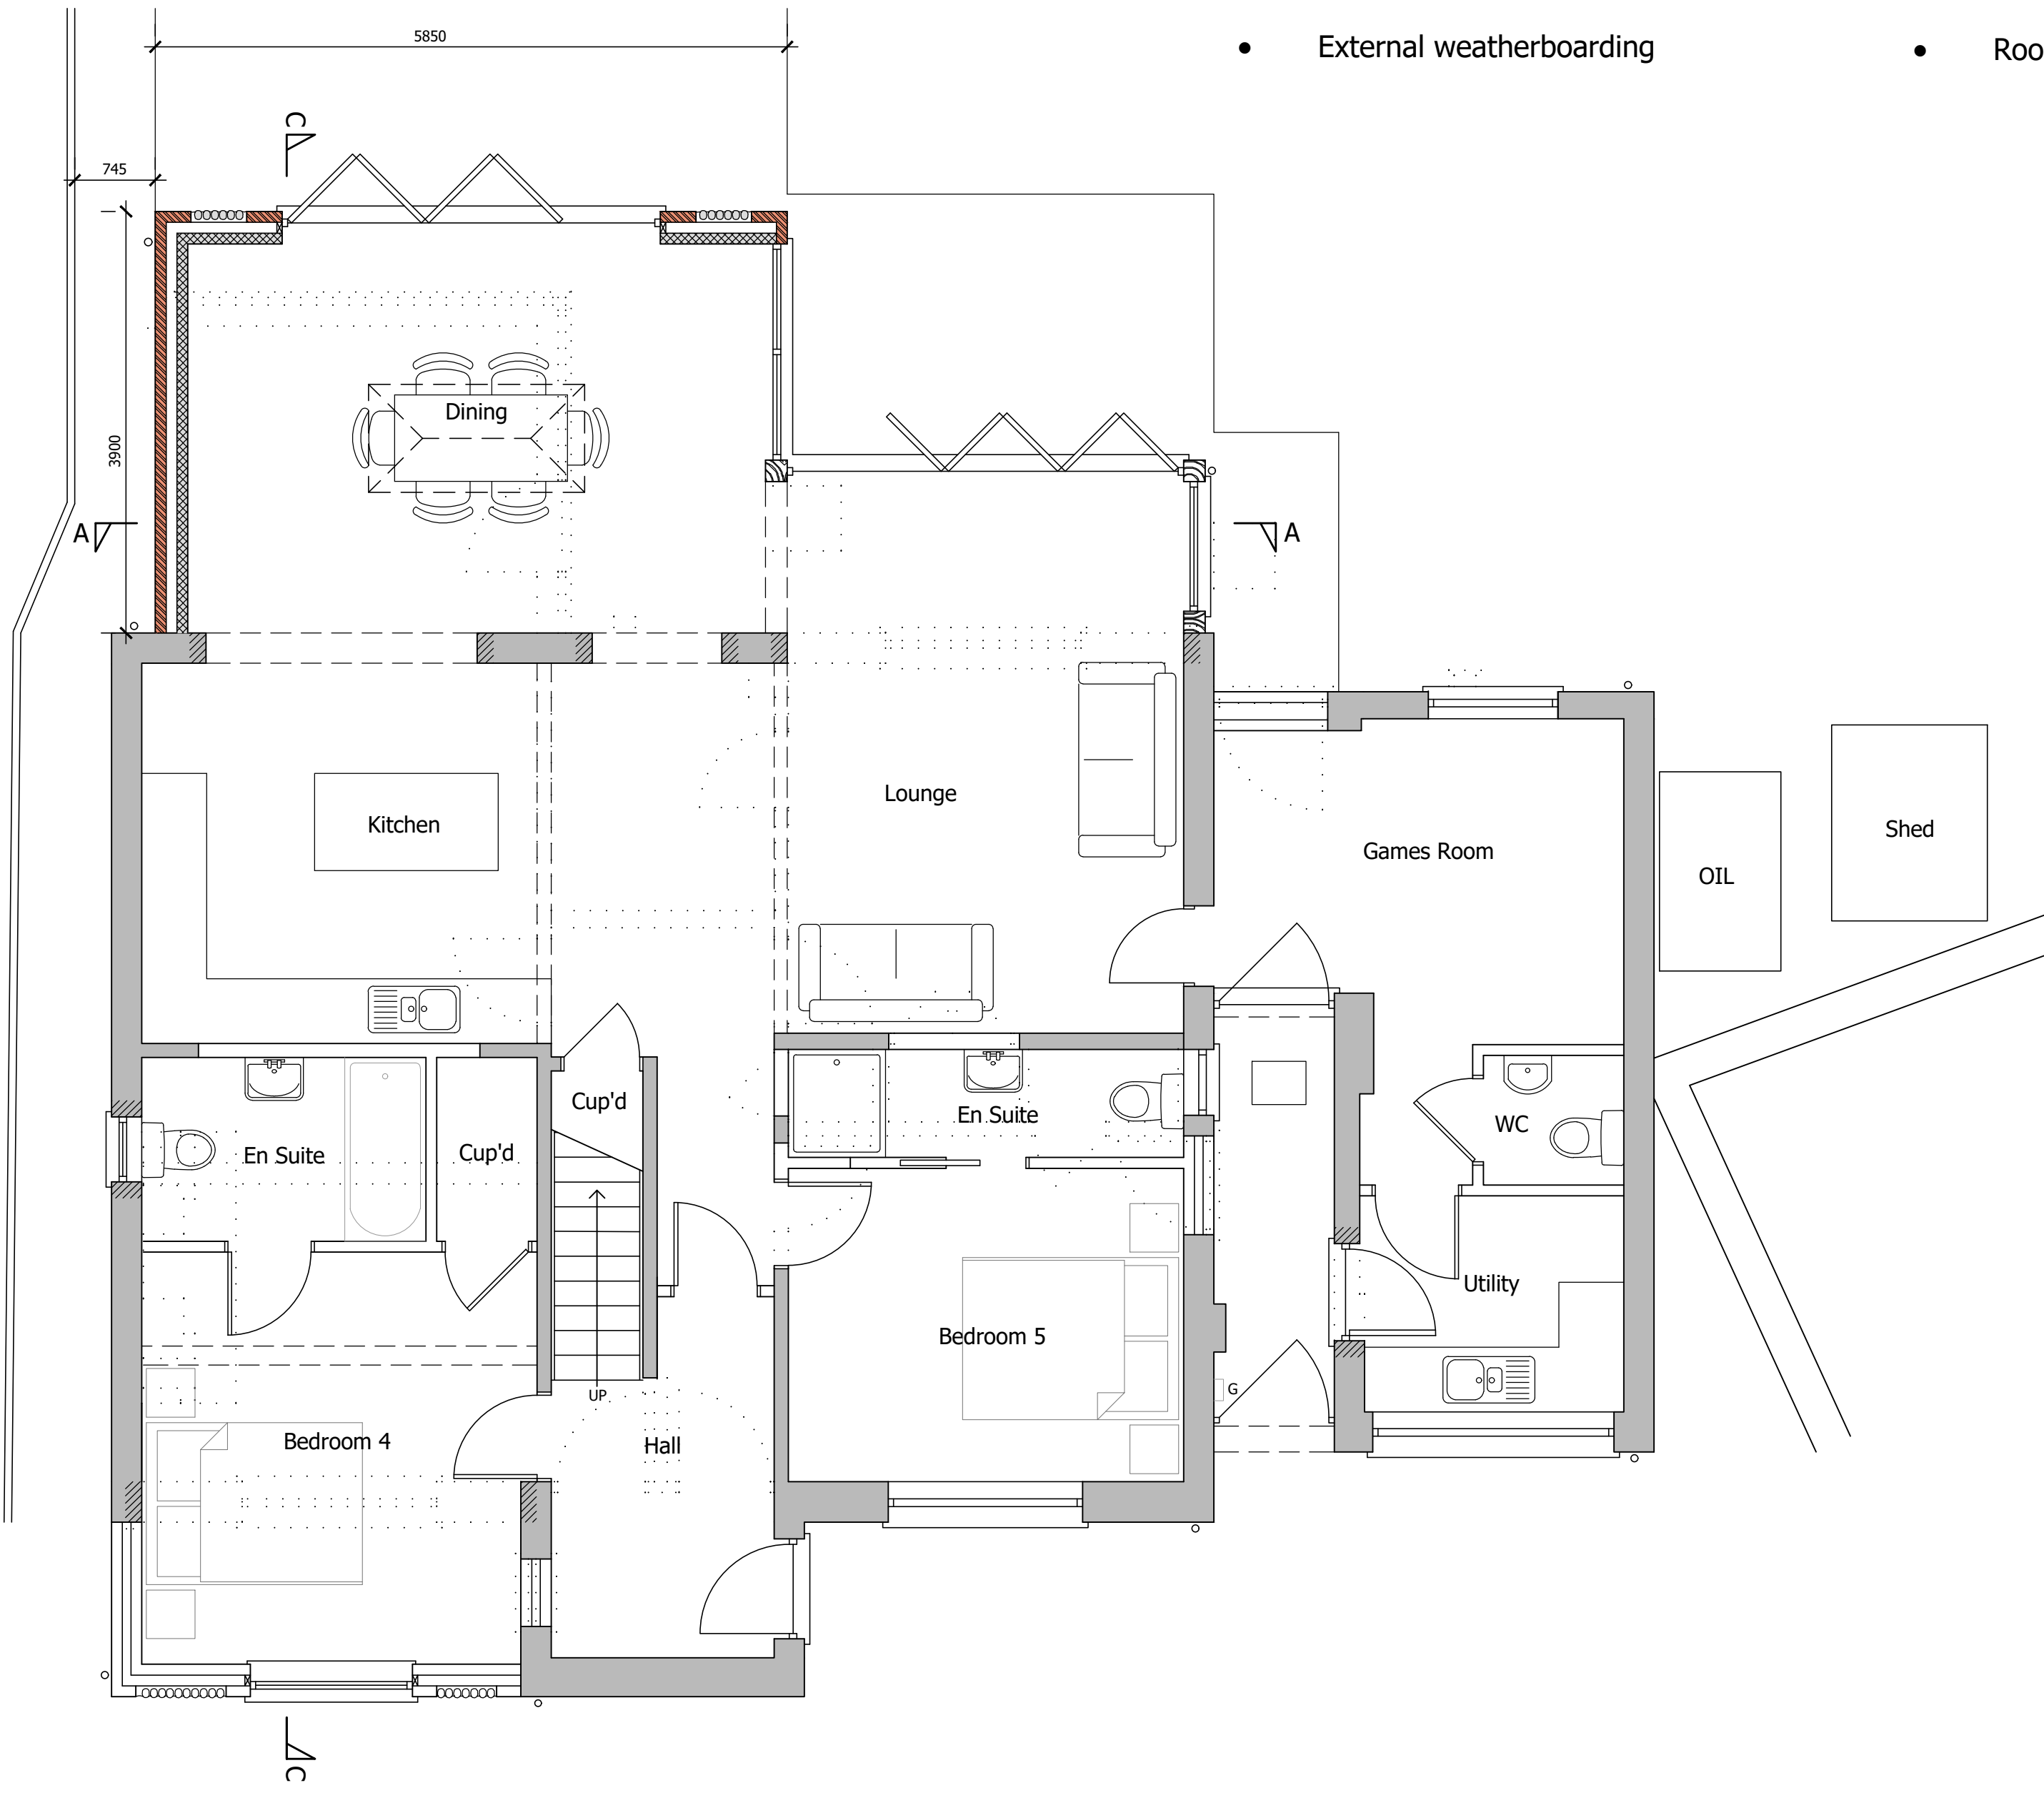 5850
• External weatherboarding
• Roo
C
745
3900
Dining
A
A
Lounge
Kitchen
Games Room
Shed
OIL
Cup'd
En Suite
WC
En Suite
Cup'd
Utility
Bedroom 5
UP
G
Bedroom 4
Hall
C